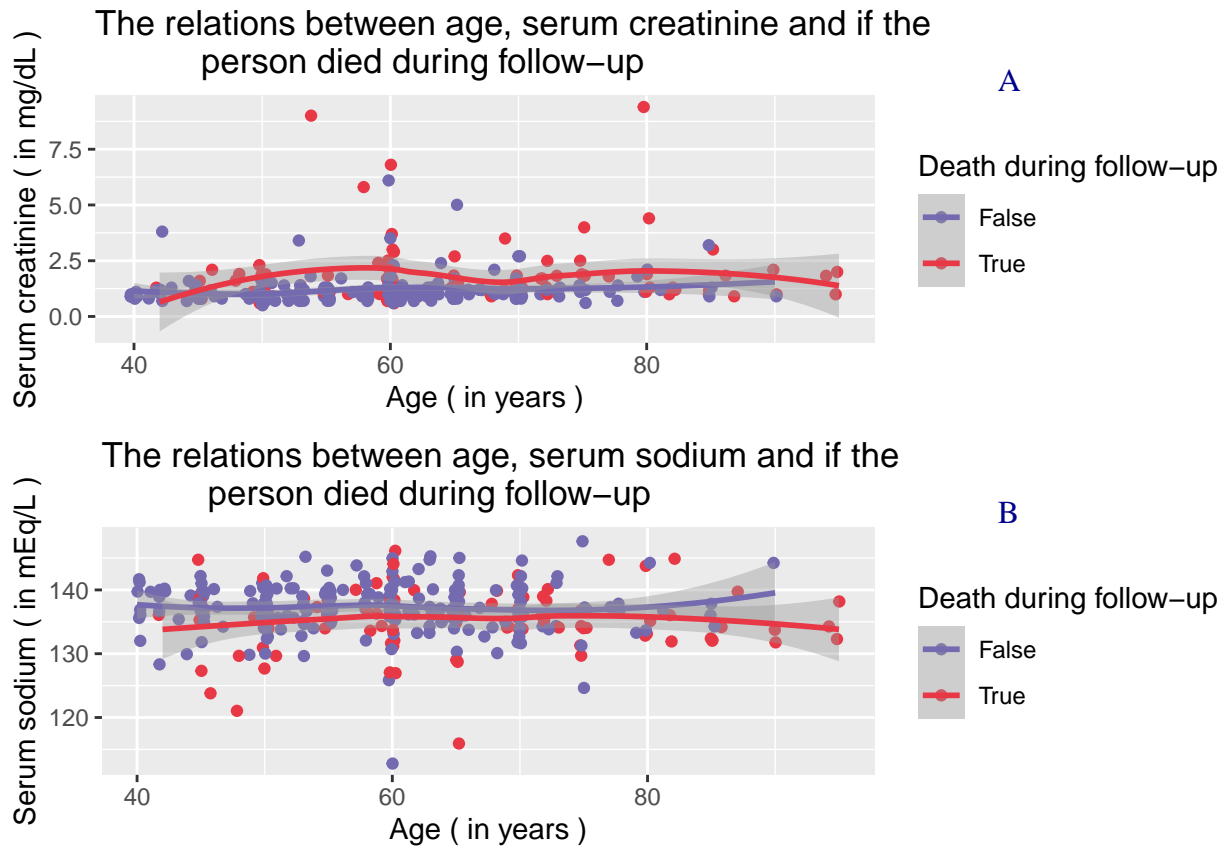 The relations between age, serum creatinine and if the
person died during follow−up
A
Serum creatinine ( in mg/dL)
7.5
5.0
2.5
0.0
40
60
80
Age ( in years )
Death during follow−up
False
True
The relations between age, serum sodium and if the
person died during follow−up
B
Serum sodium ( in mEq/L )
140
130
120
40
60
80
Age ( in years )
Death during follow−up
False
True